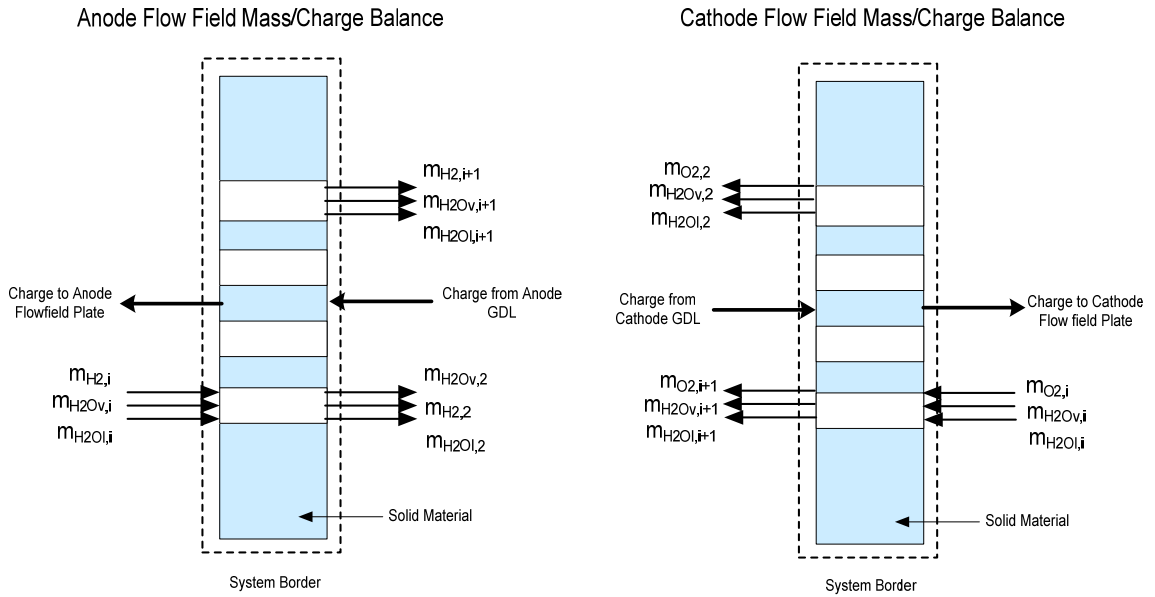 Anode Flow Field Mass/Charge Balance
mH2,i+1
mH2Ov,i+1
mH2Ol,i+1
Charge to Anode
Flowfield Plate
Charge from Anode
GDL
mH2,i
mH2Ov,i
mH2Ol,i
mH2Ov,2
mH2,2
mH2Ol,2
Solid Material
System Border
Cathode Flow Field Mass/Charge Balance
mO2,2
mH2Ov,2
mH2Ol,2
Charge from
Cathode GDL
Charge to Cathode
Flow field Plate
mO2,i+1
mH2Ov,i+1
mH2Ol,i+1
mO2,i
mH2Ov,i
mH2Ol,i
Solid Material
System Border